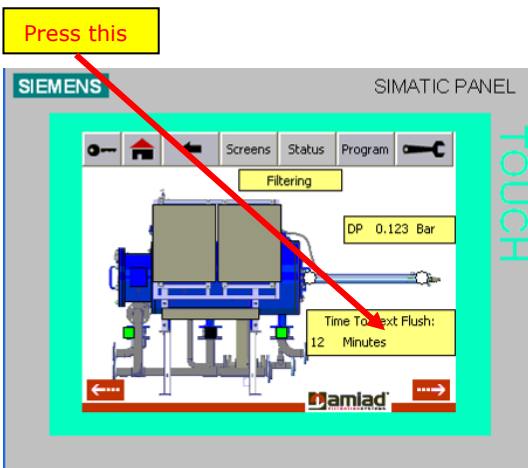 Press this
SIEMENS
SIMATIC PANEL
TOUCH
Screens Status Program
Filtering
DP 0.123 Bar
Time To Next Flush:
12 Minutes
amiad